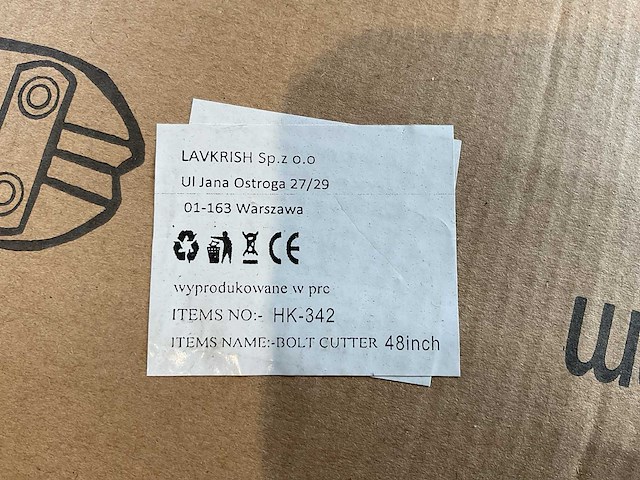 LAVKRISH Sp.z o.o
Ul Jana Ostroga 27/29
01-163 Warszawa
CE
wyprodukowane w prc
ITEMS NO:- HK-342
ITEMS NAME:-BOLT CUTTER 48inch